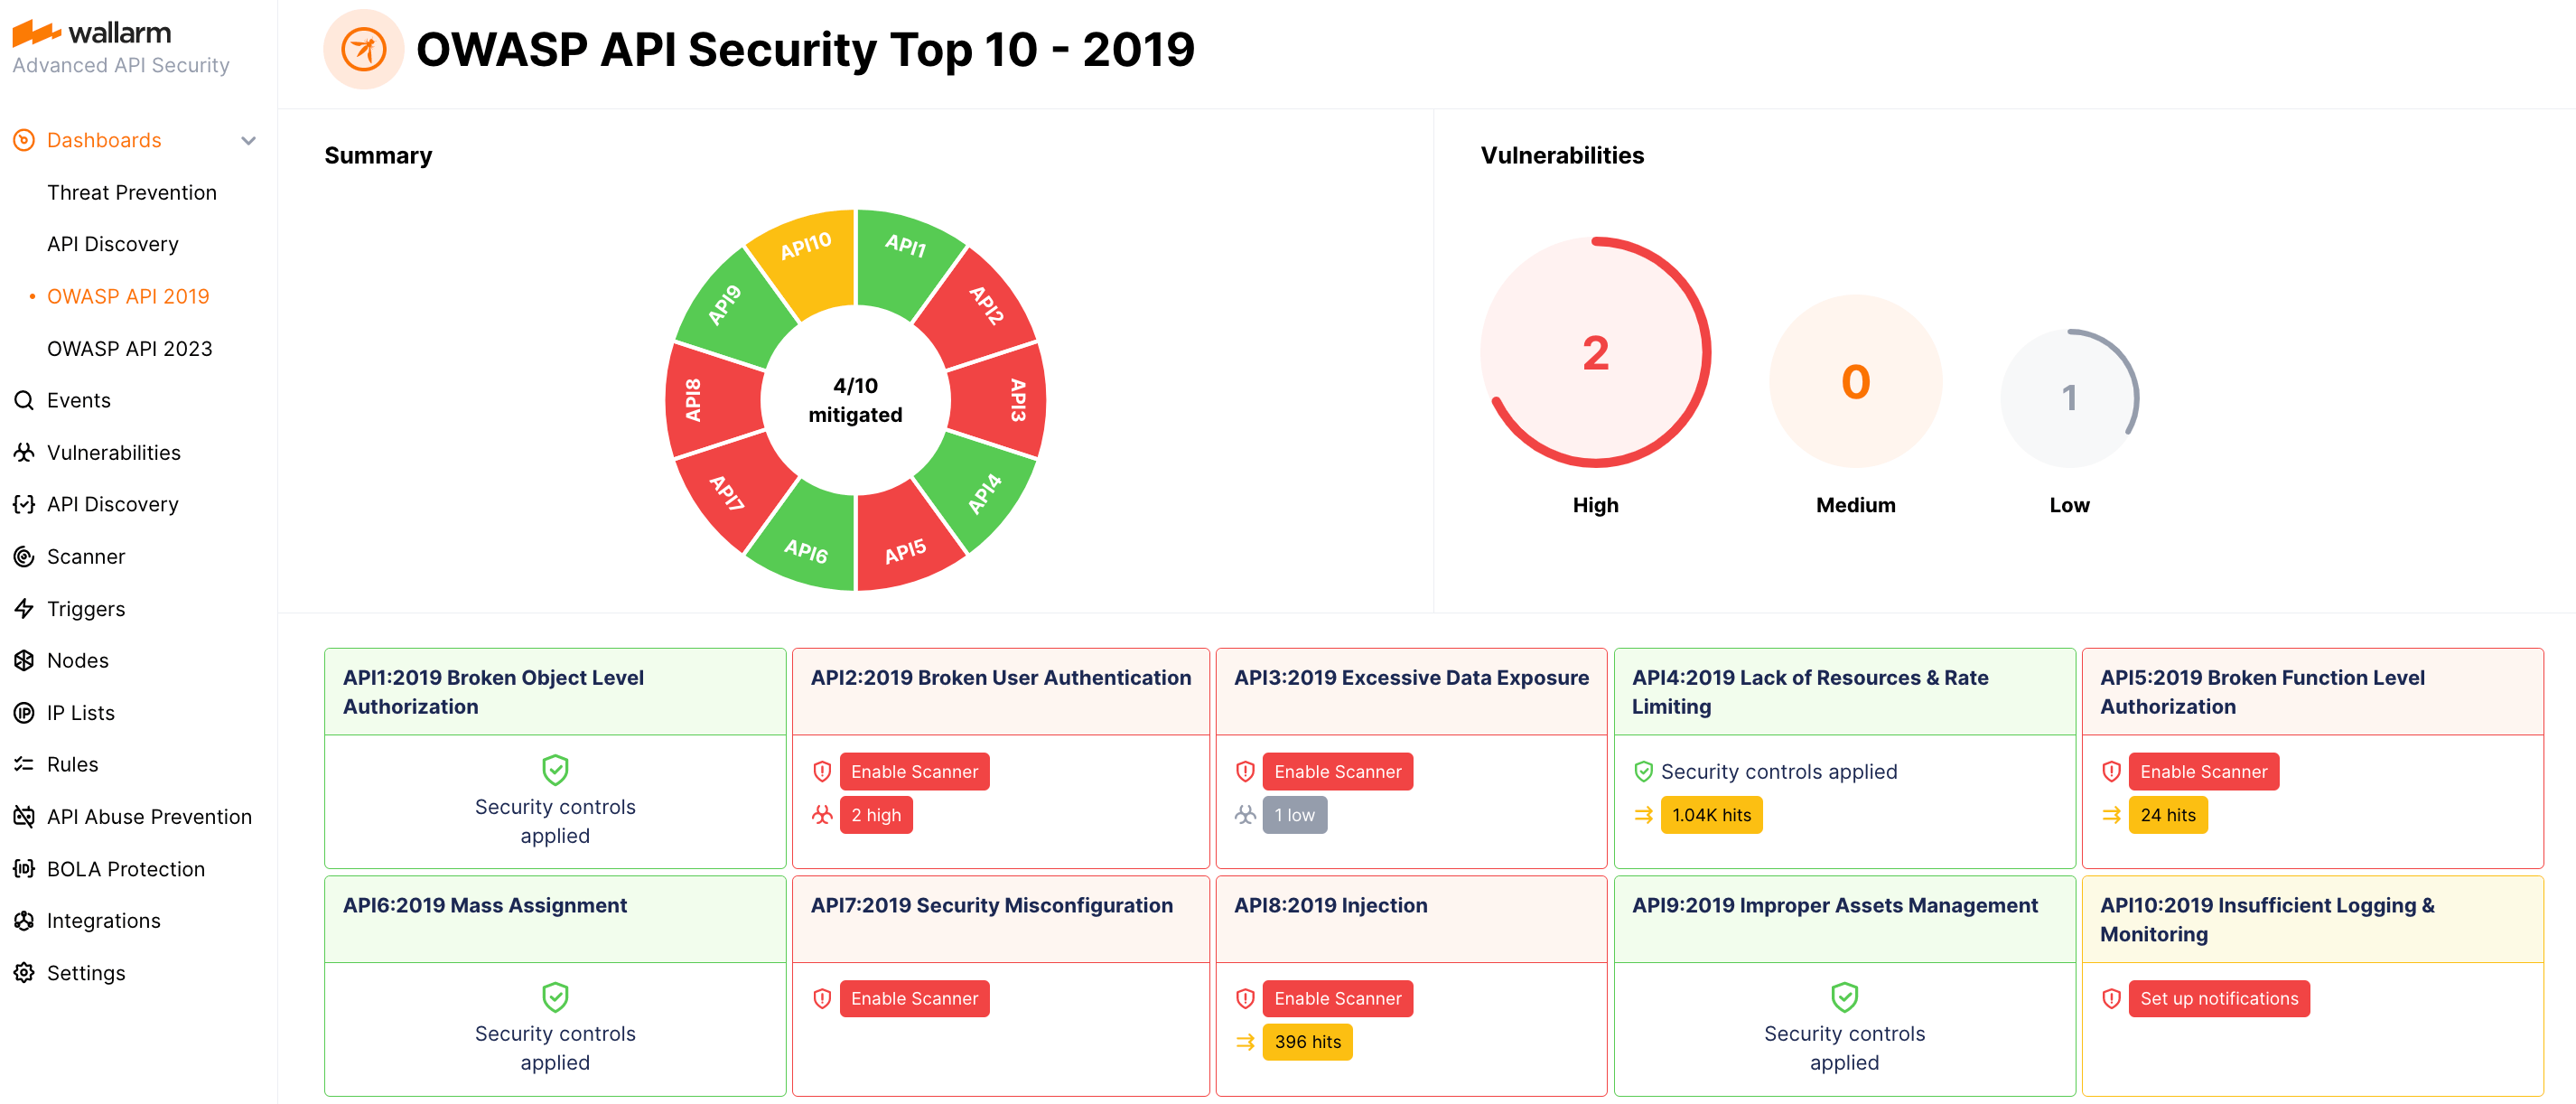 wallarm
Advanced API Security
Dashboards
Threat Prevention
API Discovery
OWASP API 2019
OWASP API 2023
Events
Vulnerabilities
API Discovery
Scanner
Triggers
Nodes
IP Lists
Rules
API Abuse Prevention
BOLA Protection
Integrations
Settings
OWASP API Security Top 10 - 2019
Summary
API1
API2
API3
API4
API5
API6
API7
API8
API9
API10
4/10
mitigated
Vulnerabilities
2
High
0
Medium
1
Low
API1:2019 Broken Object Level
Authorization
Security controls
applied
API2:2019 Broken User Authentication
Enable Scanner
2 high
API3:2019 Excessive Data Exposure
Enable Scanner
1 low
API4:2019 Lack of Resources & Rate
Limiting
Security controls applied
1.04K hits
API5:2019 Broken Function Level
Authorization
Enable Scanner
24 hits
API6:2019 Mass Assignment
Security controls
applied
API7:2019 Security Misconfiguration
Enable Scanner
API8:2019 Injection
Enable Scanner
396 hits
API9:2019 Improper Assets Management
Security controls
applied
API10:2019 Insufficient Logging &
Monitoring
Set up notifications